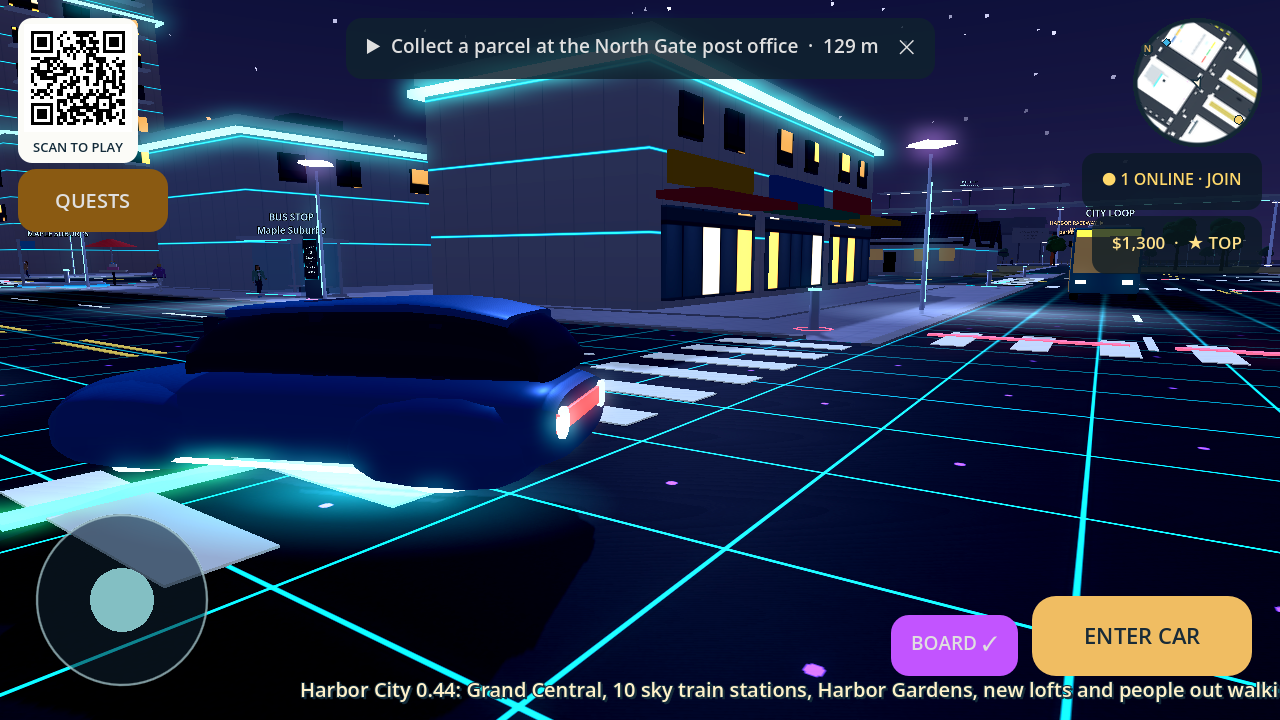 Collect a parcel at the North Gate post office · 129 m
SCAN TO PLAY
QUESTS
N
1 ONLINE · JOIN
$1,300 · ★ TOP
CITY LOOP
BUS STOP
Maple Suburbs
MAPLE SUBURBS
BOARD ✓
ENTER CAR
Harbor City 0.44: Grand Central, 10 sky train stations, Harbor Gardens, new lofts and people out walki